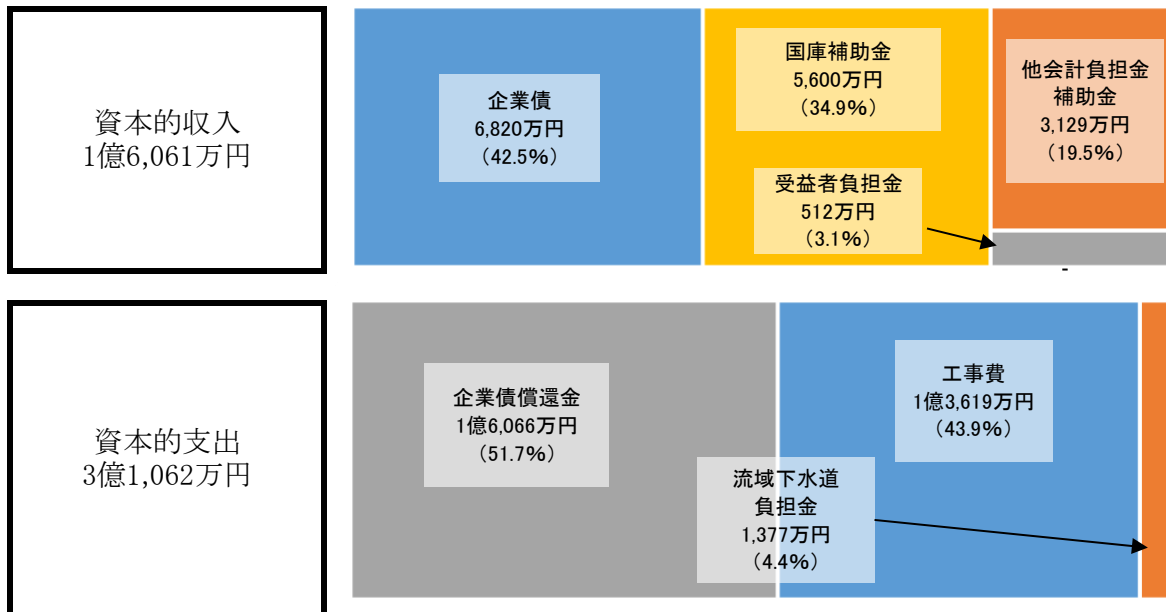 資本的収入
1億6,061万円
企業債
6,820万円
（42.5%）
国庫補助金
5,600万円
（34.9%）
他会計負担金
補助金
3,129万円
（19.5%）
受益者負担金
512万円
（3.1%）
-
資本的支出
3億1,062万円
企業債償還金
1億6,066万円
（51.7%）
工事費
1億3,619万円
（43.9%）
流域下水道
負担金
1,377万円
（4.4%）